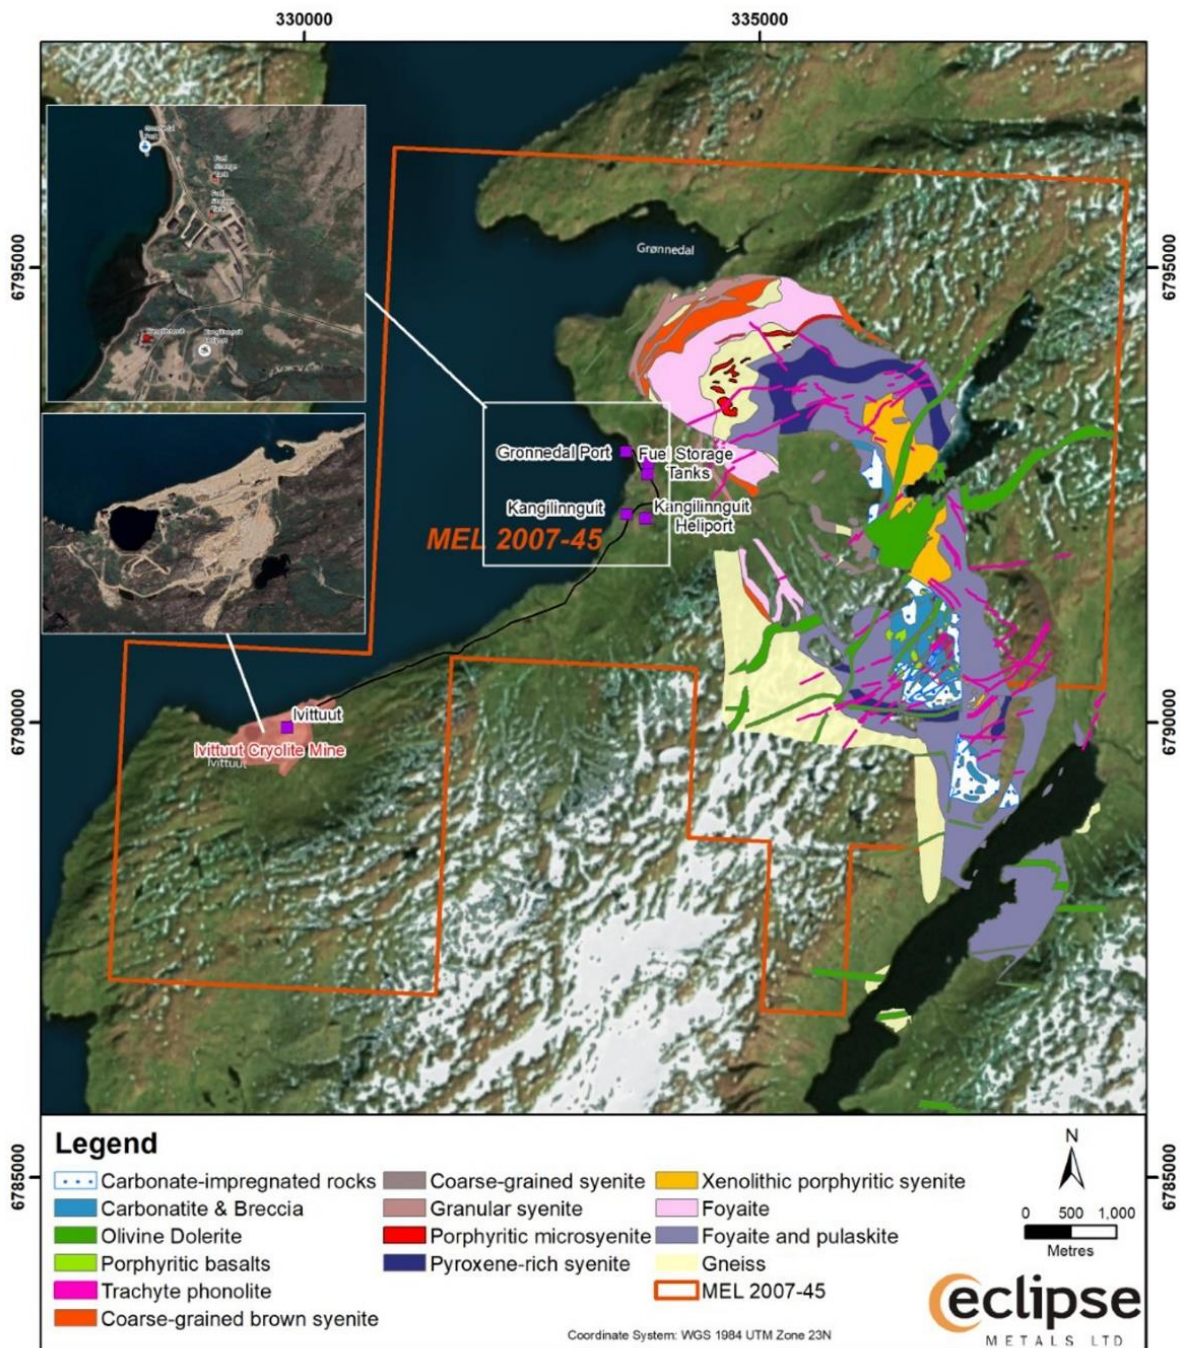 330000
335000
6795000
6795000
Grønnedal
Gronnedal Port
Fuel Storage
Tanks
Kangilinnguit
Kangilinnguit
Heliport
MEL 2007-45
6790000
6790000
Ivittuut
Ivittuut Cryolite Mine
Ivittuut
6785000
6785000
Legend
Carbonate-impregnated rocks
Carbonatite & Breccia
Olivine Dolerite
Porphyritic basalts
Trachyte phonolite
Coarse-grained brown syenite
Coarse-grained syenite
Granular syenite
Porphyritic microsyenite
Pyroxene-rich syenite
Xenolithic porphyritic syenite
Foyaite
Foyaite and pulaskite
Gneiss
MEL 2007-45
N
0 500 1,000
Metres
Coordinate System: WGS 1984 UTM Zone 23N
eclipse
METALS LTD